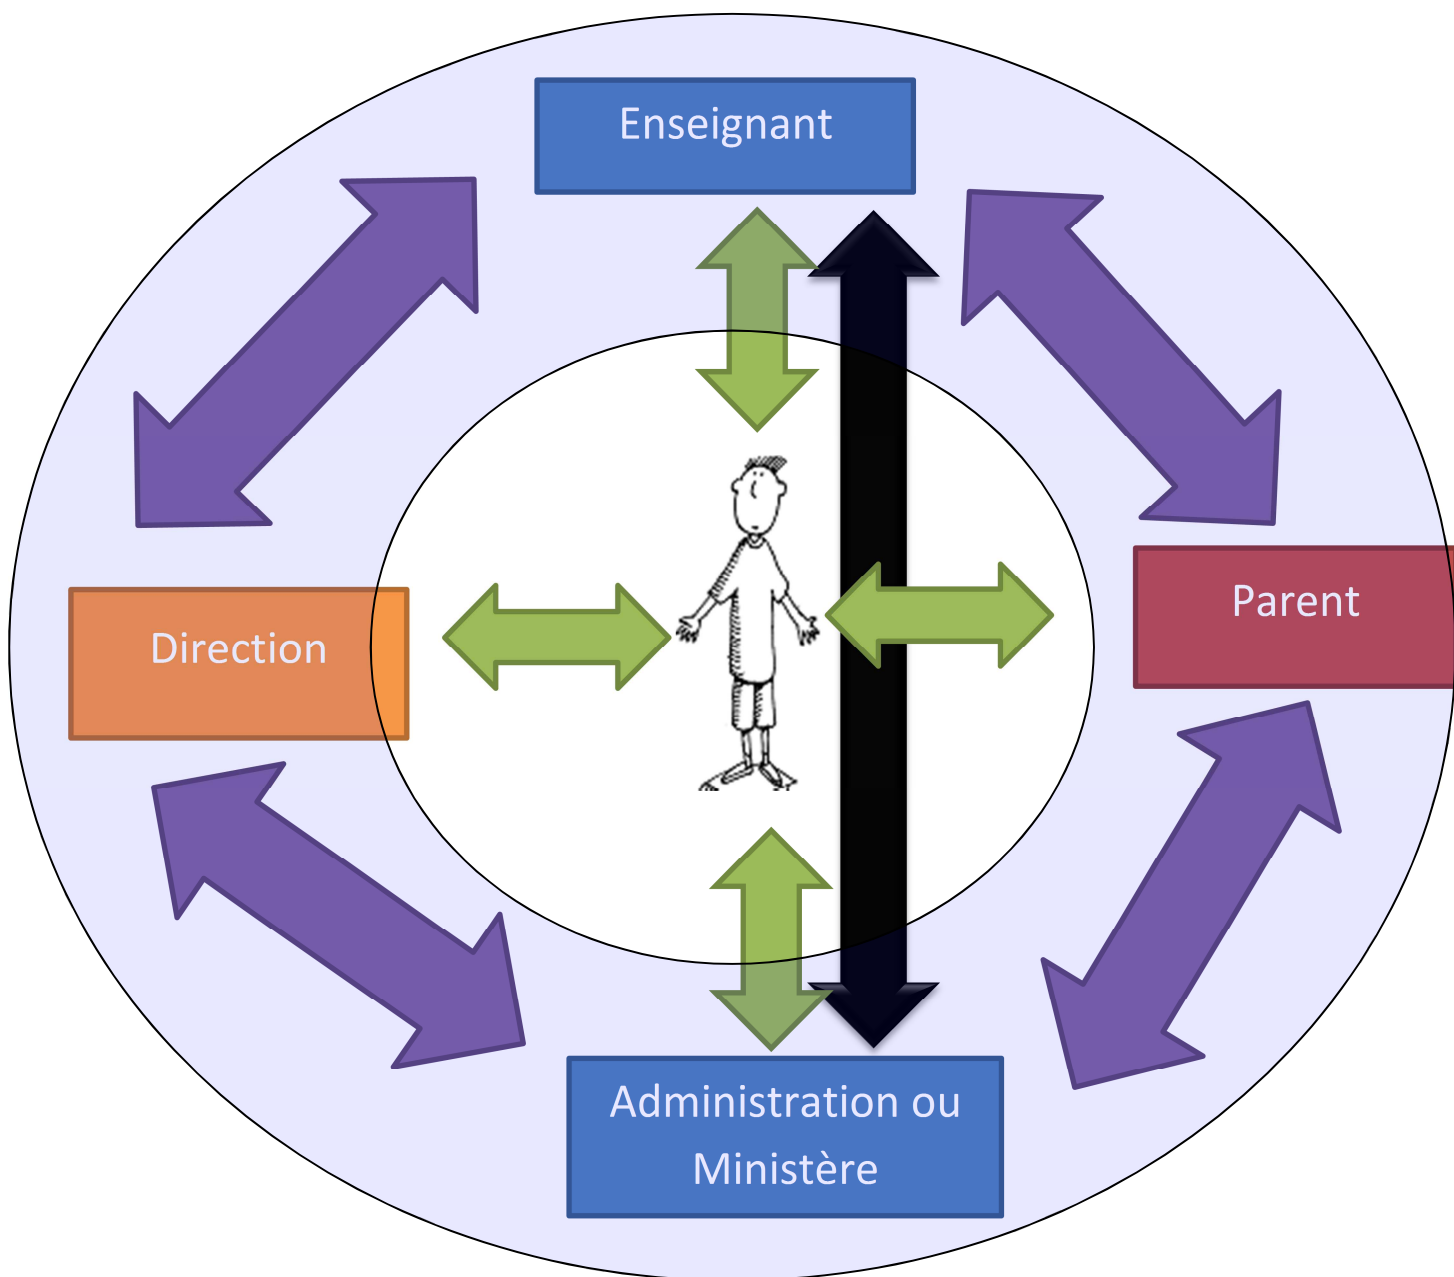 Enseignant
Direction
Parent
Administration ou
Ministère